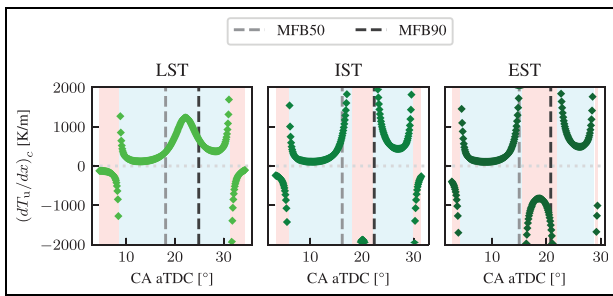 MFB50 MFB90
LST IST EST
(dT_u/dx)_c [K/m]
2000
1000
0
−1000
−2000
10 20 30 10 20 30 10 20 30
CA aTDC [°] CA aTDC [°] CA aTDC [°]